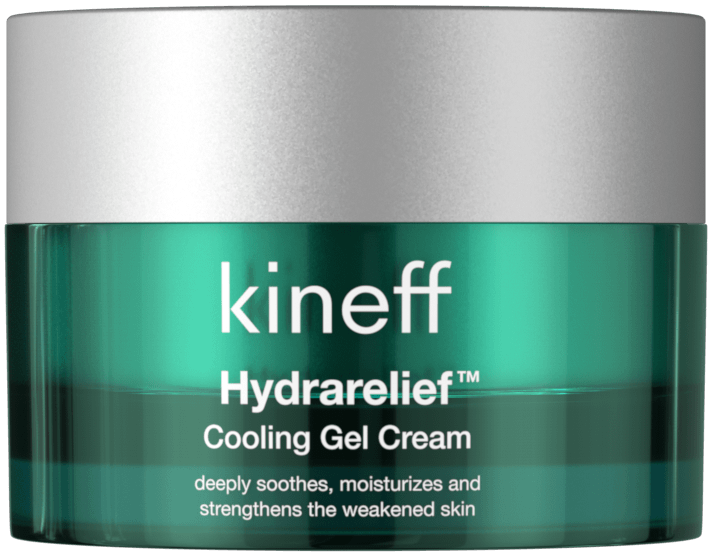 kineff
Hydrarelief™
Cooling Gel Cream
deeply soothes, moisturizes and
strengthens the weakened skin